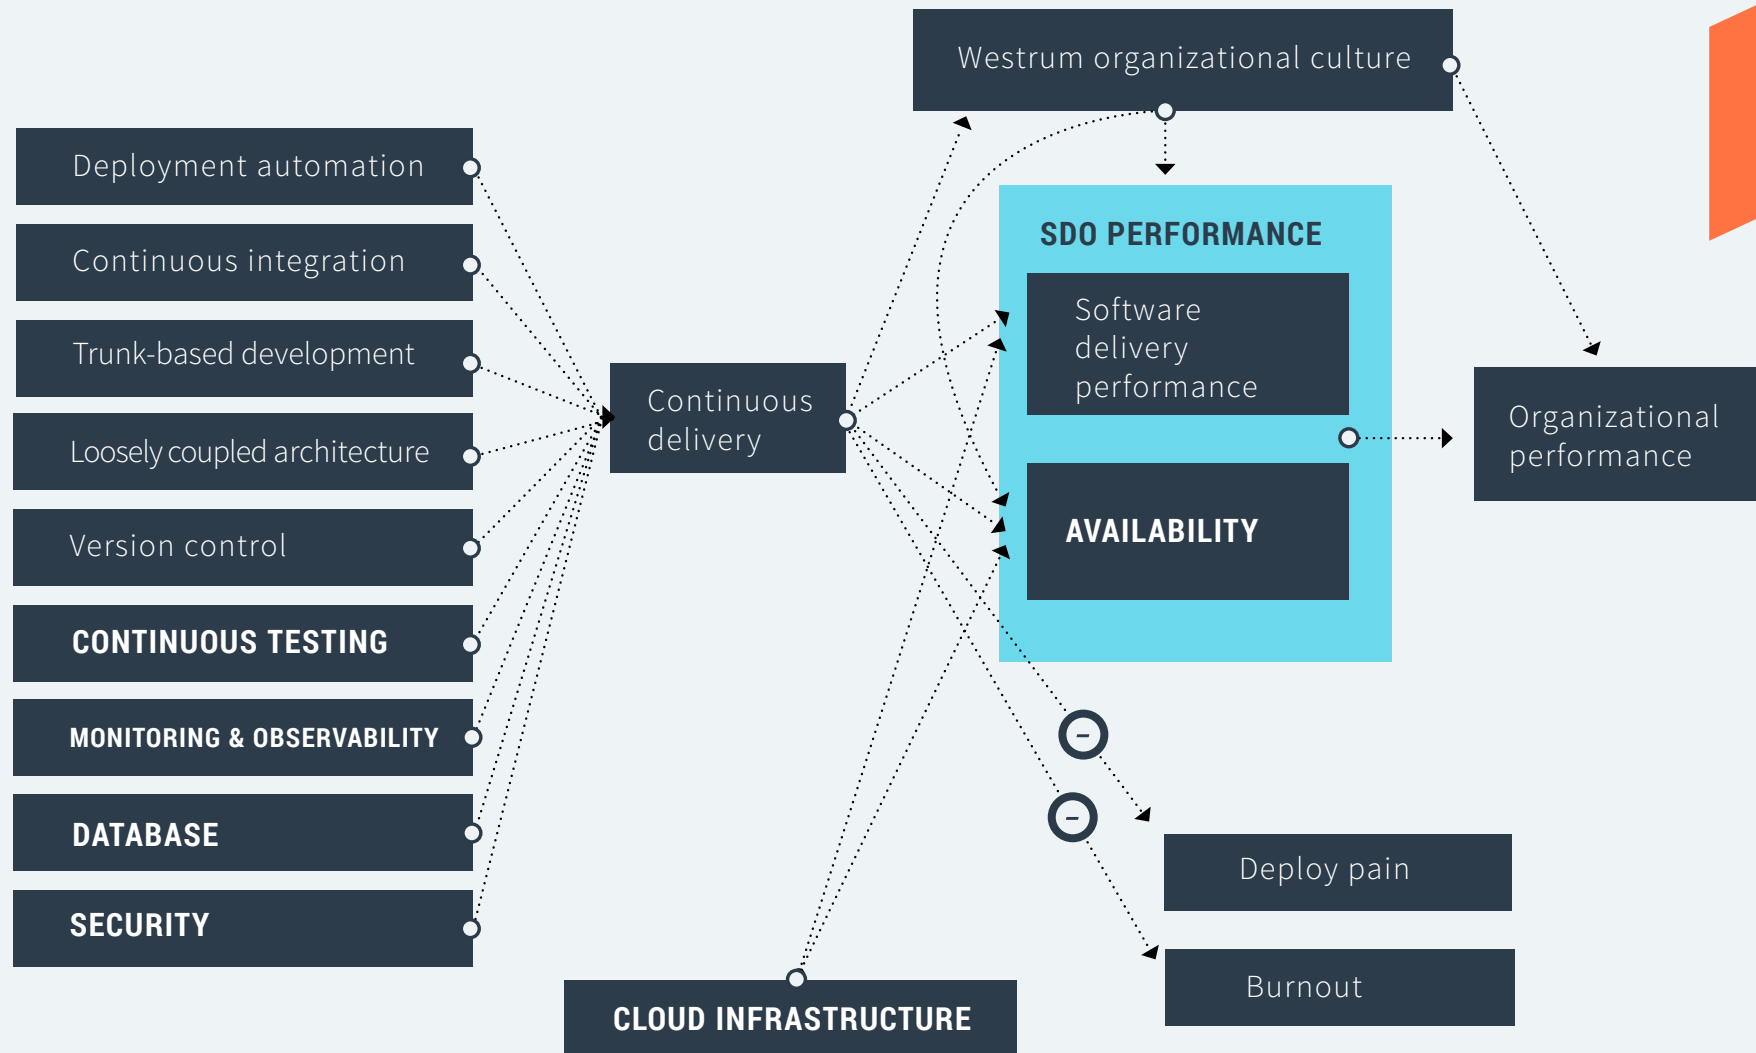 Westrum organizational culture
Deployment automation
Continuous integration
Trunk-based development
Loosely coupled architecture
Version control
CONTINUOUS TESTING
MONITORING & OBSERVABILITY
DATABASE
SECURITY
Continuous
delivery
SDO PERFORMANCE
Software
delivery
performance
AVAILABILITY
Organizational
performance
–
–
Deploy pain
Burnout
CLOUD INFRASTRUCTURE